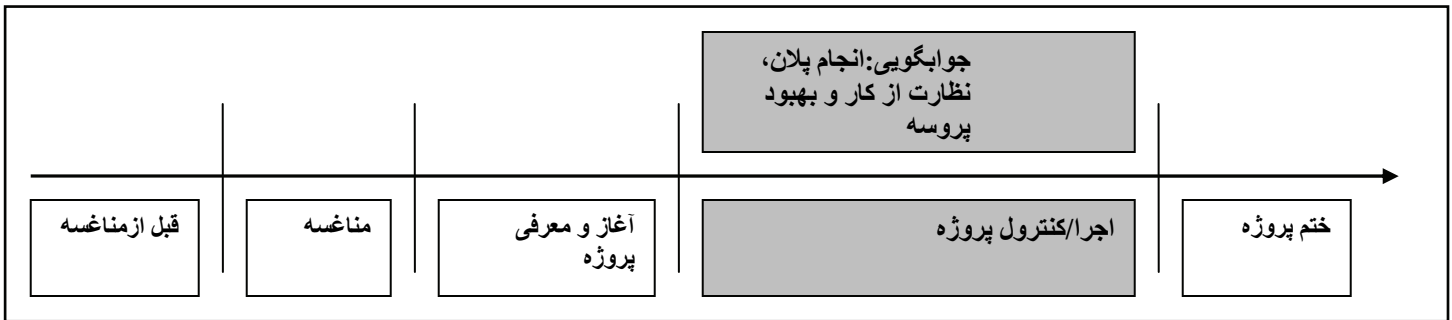 جوابگویی:انجام پلان،
نظارت از کار و بهبود
پروسه
قبل ازمناغسه
مناغسه
آغاز و معرفی
پروژه
اجرا/کنترول پروژه
ختم پروژه